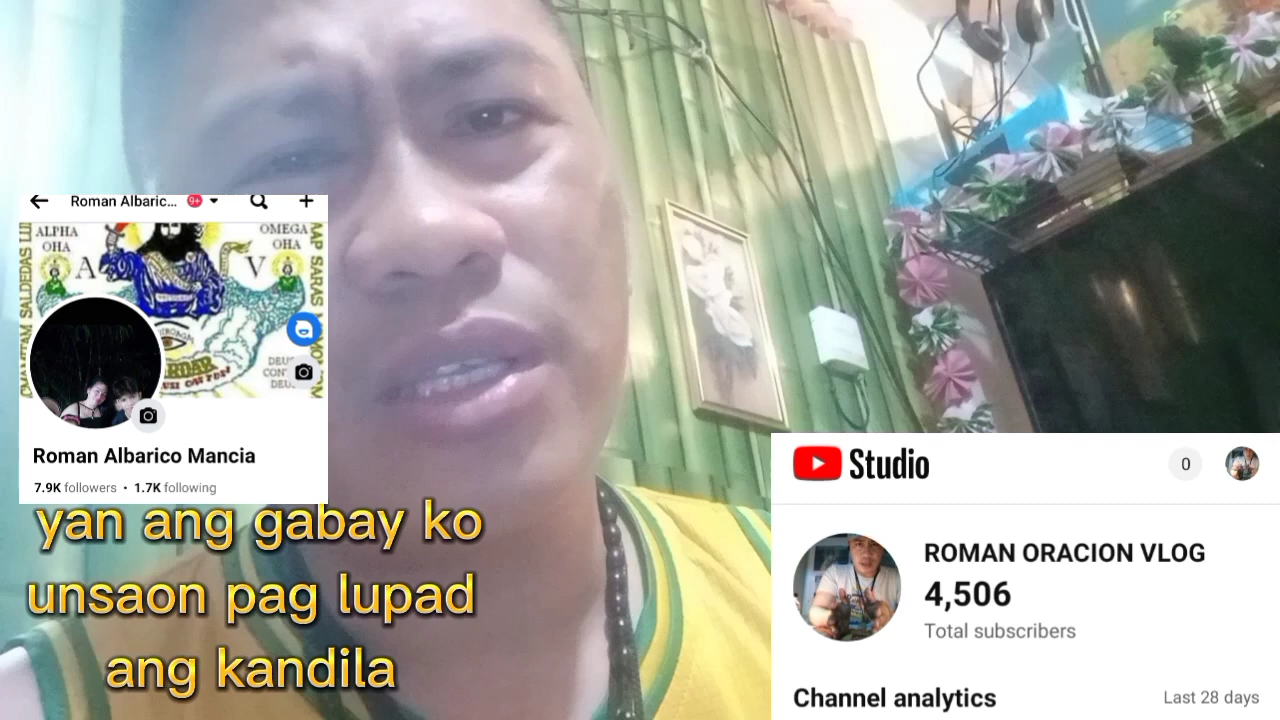 Roman Albaric... 9+
ALPHA
OHA
OMEGA
OHA
A
V
DEUS
Roman Albarico Mancia
7.9K followers • 1.7K following
yan ang gabay ko
unsaon pag lupad
ang kandila
Studio
0
ROMAN ORACION VLOG
4,506
Total subscribers
Channel analytics
Last 28 days